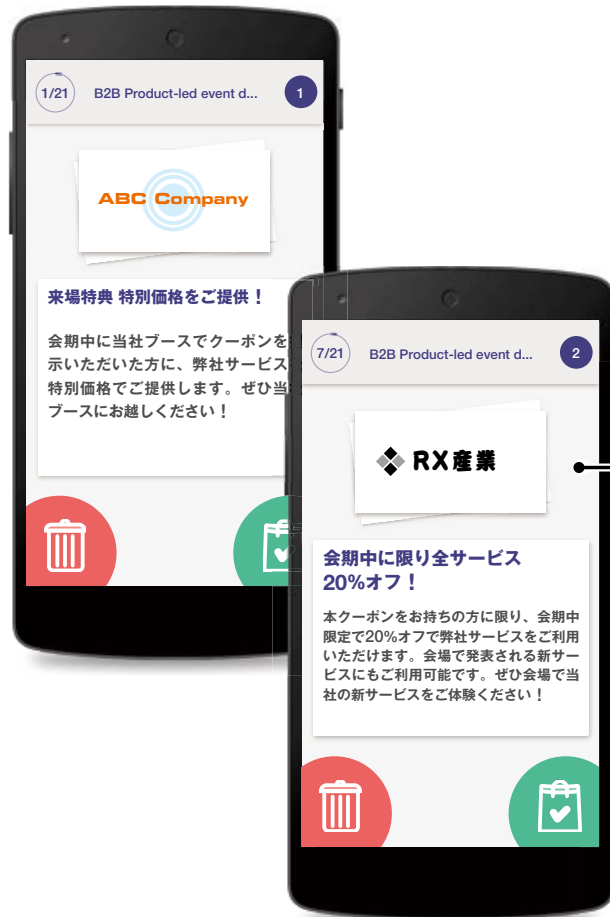 1/21 B2B Product-led event d... 1
ABC Company
来場特典 特別価格をご提供！
会期中に当社ブースでクーポンを
示いただいた方に、弊社サービス
特別価格でご提供します。ぜひ当
ブースにお越しください！
7/21 B2B Product-led event d... 2
RX産業
会期中に限り全サービス
20%オフ！
本クーポンをお持ちの方に限り、会期中
限定で20%オフで弊社サービスをご利用
いただけます。会場で発表される新サー
ビスにもご利用可能です。ぜひ会場で当
社の新サービスをご体験ください！